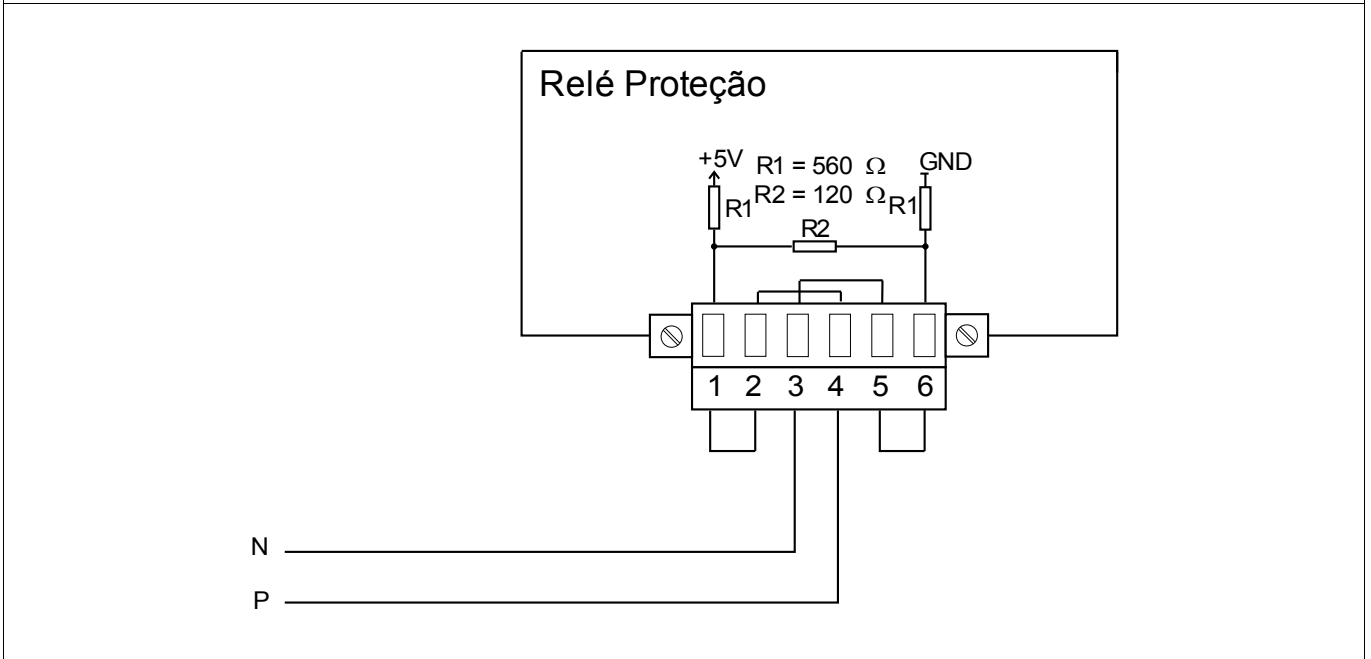 Relé Proteção
+5V R1 = 560 Ω GND
R1 R2 = 120 Ω R1
R2
1 2 3 4 5 6
N
P